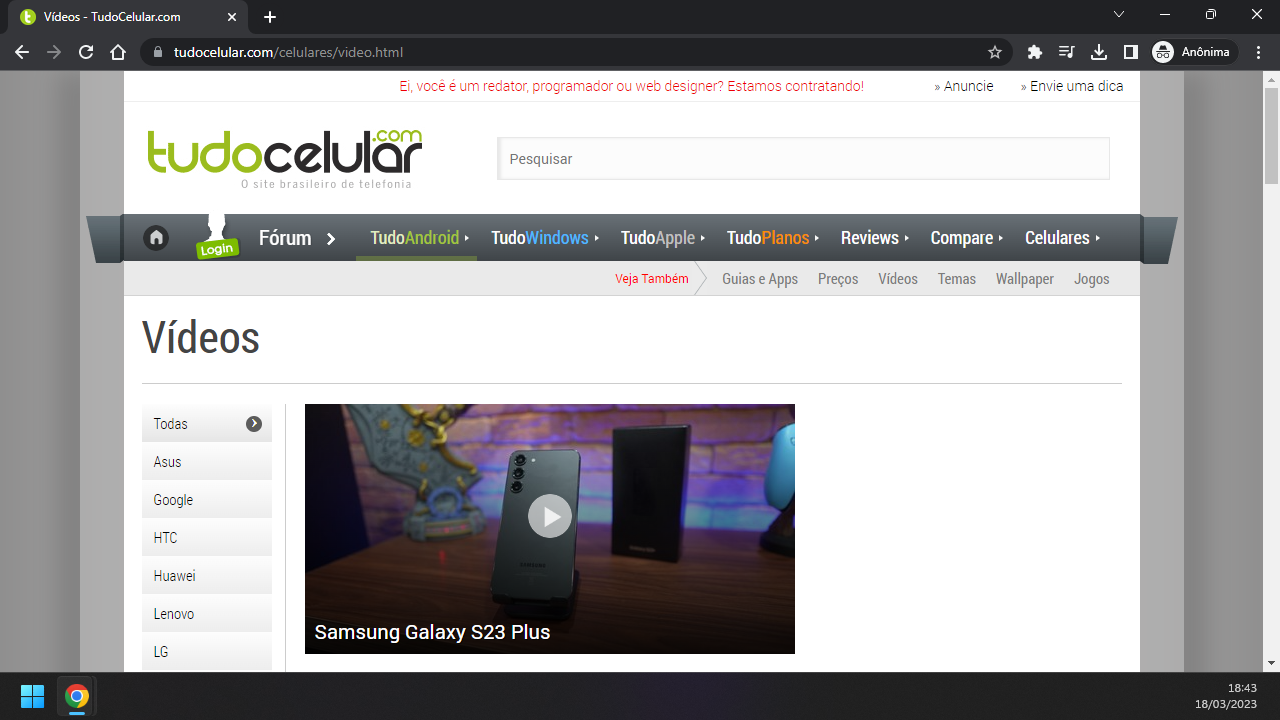 Vídeos - TudoCelular.com
tudocelular.com/celulares/video.html
Anônima
Ei, você é um redator, programador ou web designer? Estamos contratando!
» Anuncie
» Envie uma dica
tudocelular.com
O site brasileiro de telefonia
Pesquisar
Login
Fórum
TudoAndroid
TudoWindows
TudoApple
TudoPlanos
Reviews
Compare
Celulares
Veja Também
Guias e Apps
Preços
Vídeos
Temas
Wallpaper
Jogos
Vídeos
Todas
Asus
Google
HTC
Huawei
Lenovo
LG
SAMSUNG
Samsung Galaxy S23 Plus
18:43
18/03/2023